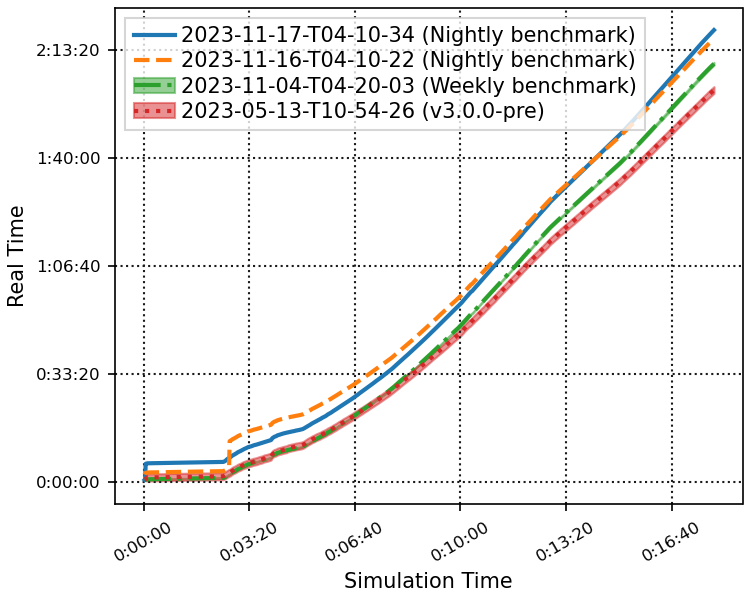 2023-11-17-T04-10-34 (Nightly benchmark)
2023-11-16-T04-10-22 (Nightly benchmark)
2023-11-04-T04-20-03 (Weekly benchmark)
2023-05-13-T10-54-26 (v3.0.0-pre)
2:13:20
1:40:00
1:06:40
0:33:20
0:00:00
Real Time
0:00:00
0:03:20
0:06:40
0:10:00
0:13:20
0:16:40
Simulation Time